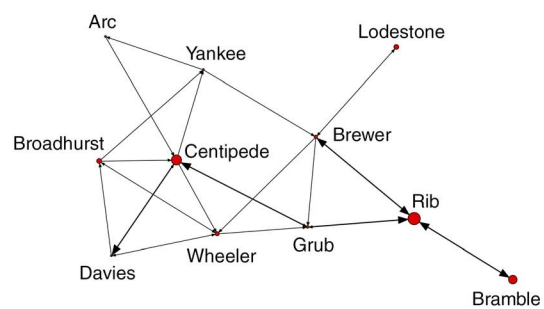 Arc
Lodestone
Yankee
Brewer
Broadhurst
Centipede
Rib
Grub
Wheeler
Davies
Bramble